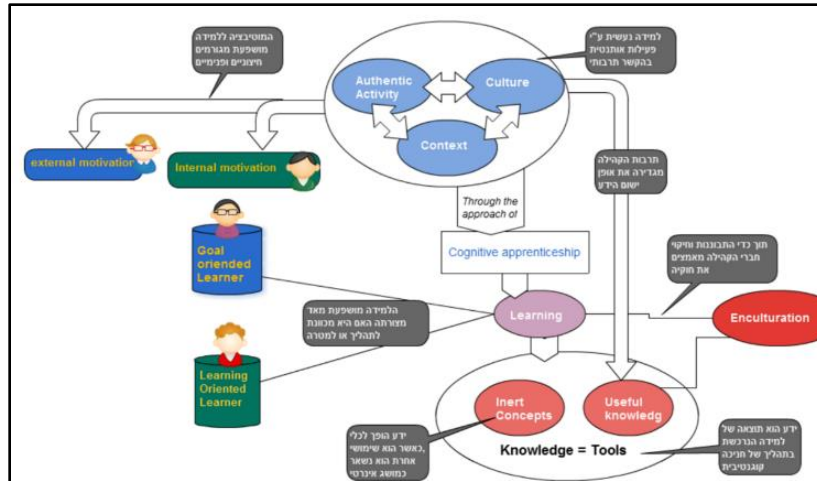 המוטיבציה ללמידה
מושפעת מגורמים
חיצוניים ופנימיים
למידה נעשית ע"י
פעילות אותנטית
בהקשר תרבותי
Authentic
Activity
Culture
Context
external motivation
Internal motivation
תרבות הקהילה
מגדירה את אופן
ישום הידע
Through the
approach of
Goal
oriended
Learner
Cognitive apprenticeship
תוך כדי התבוננות וחיקוי
חברי הקהילה מאמצים
את חוקיה
הלמידה מושפעת מאד
מצורתה האם היא מכוונת
לתהליך או למטרה
Learning
Enculturation
Learning
Oriented
Learner
Inert
Concepts
Useful
knowledg
ידע הופך לכלי
,כאשר הוא שימושי
אחרת הוא נשאר
כמושג אינרטי
Knowledge = Tools
ידע הוא תוצאה של
למידה הנרכשת
בתהליך של חניכה
קוגנטיבית